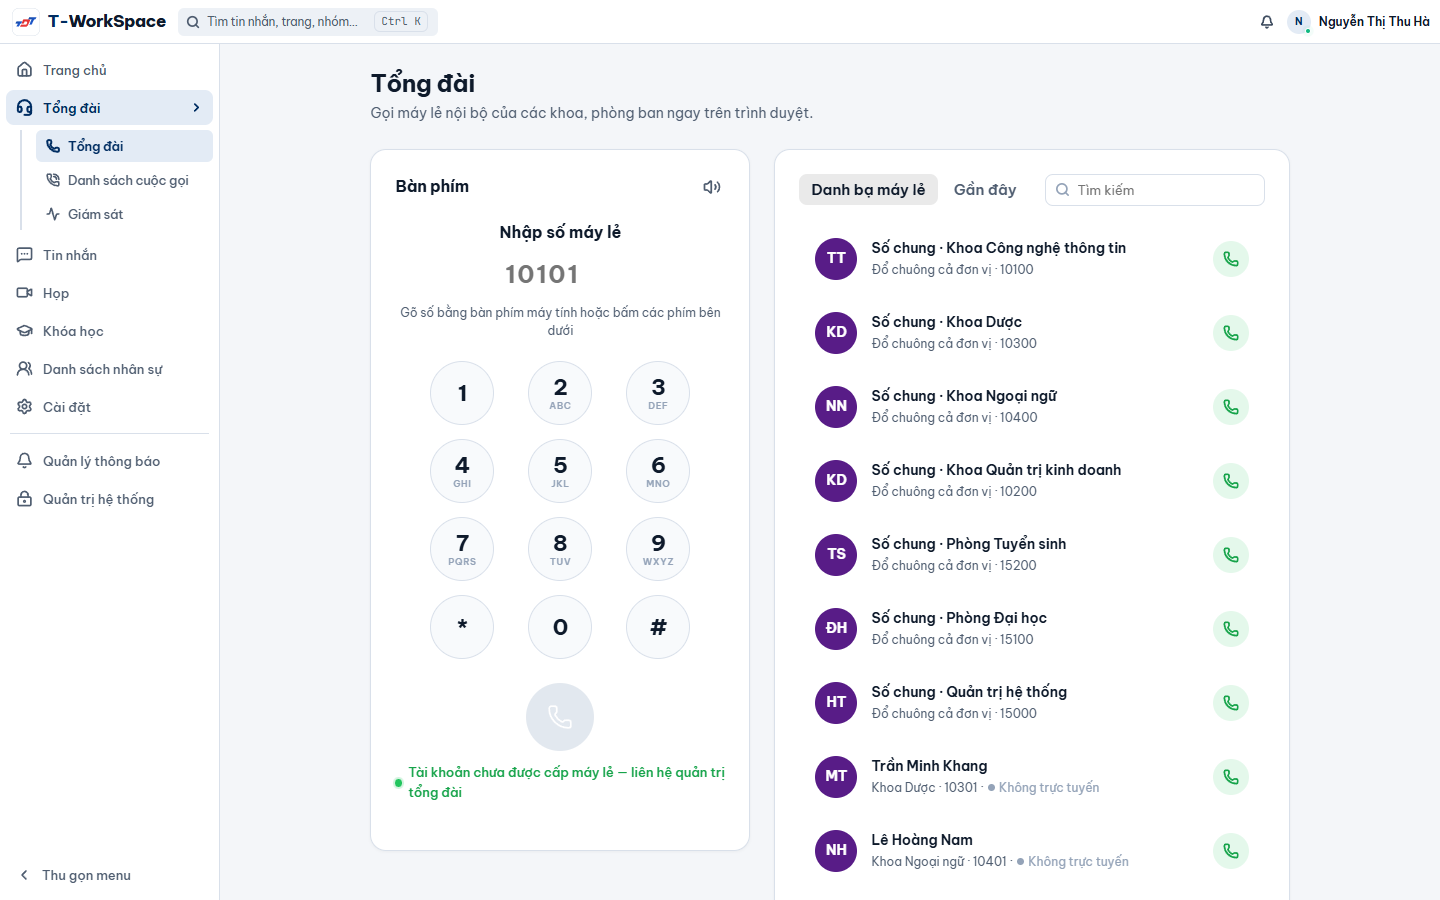 TDT T-WorkSpace
Tìm tin nhắn, trang, nhóm... Ctrl K
N Nguyễn Thị Thu Hà
Trang chủ
Tổng đài
Tổng đài
Danh sách cuộc gọi
Giám sát
Tin nhắn
Họp
Khóa học
Danh sách nhân sự
Cài đặt
Quản lý thông báo
Quản trị hệ thống
Thu gọn menu
Tổng đài
Gọi máy lẻ nội bộ của các khoa, phòng ban ngay trên trình duyệt.
Bàn phím
Nhập số máy lẻ
10101
Gõ số bằng bàn phím máy tính hoặc bấm các phím bên
dưới
1 2 3
ABC DEF
4 5 6
GHI JKL MNO
7 8 9
PQRS TUV WXYZ
* 0 #
Tài khoản chưa được cấp máy lẻ — liên hệ quản trị
tổng đài
Danh bạ máy lẻ Gần đây Tìm kiếm
TT Số chung · Khoa Công nghệ thông tin
Đổ chuông cả đơn vị · 10100
KD Số chung · Khoa Dược
Đổ chuông cả đơn vị · 10300
NN Số chung · Khoa Ngoại ngữ
Đổ chuông cả đơn vị · 10400
KD Số chung · Khoa Quản trị kinh doanh
Đổ chuông cả đơn vị · 10200
TS Số chung · Phòng Tuyển sinh
Đổ chuông cả đơn vị · 15200
ĐH Số chung · Phòng Đại học
Đổ chuông cả đơn vị · 15100
HT Số chung · Quản trị hệ thống
Đổ chuông cả đơn vị · 15000
MT Trần Minh Khang
Khoa Dược · 10301 · Không trực tuyến
NH Lê Hoàng Nam
Khoa Ngoại ngữ · 10401 · Không trực tuyến